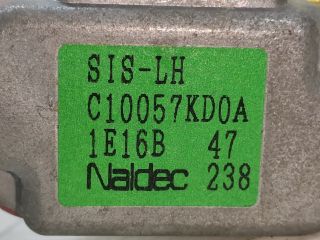 SIS-LH
C10057KD0A
1E16B 47
Naldec 238